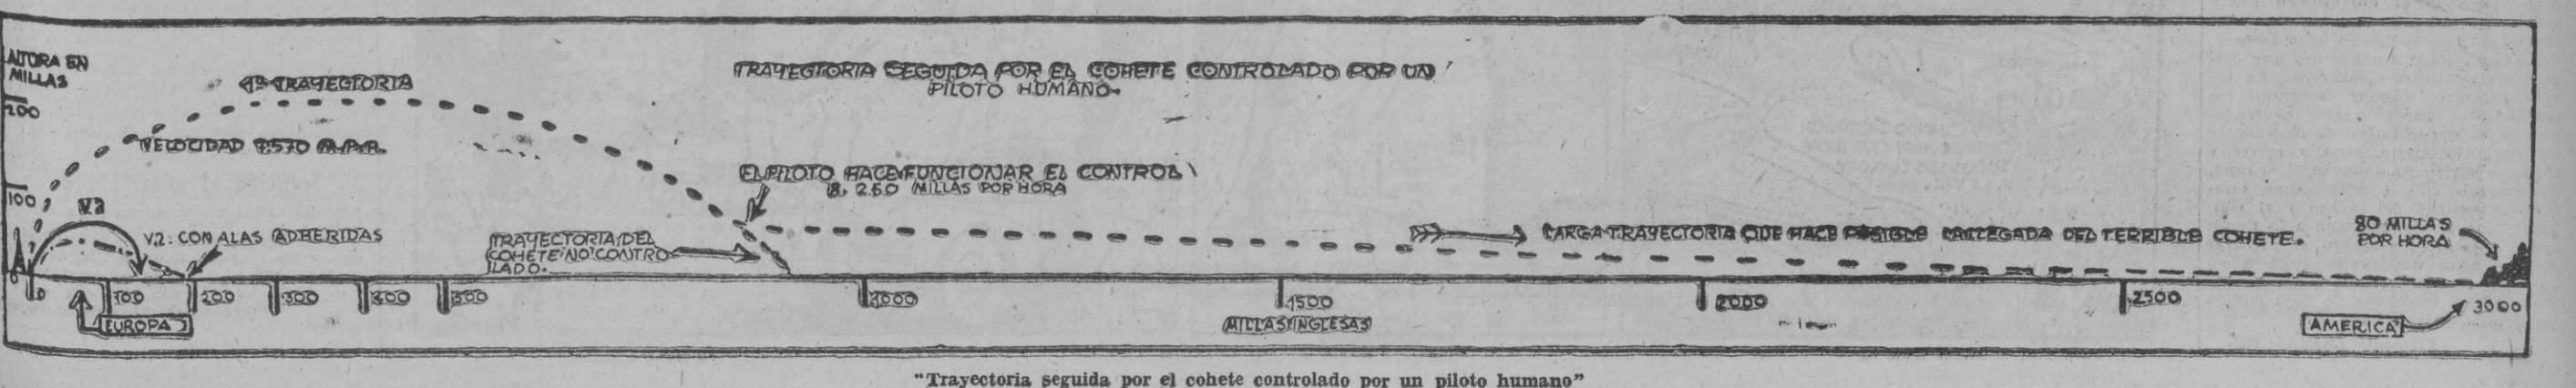 ALTURA EN
MILLAS
200
100
0
1ª TRAYECTORIA
VELOCIDAD
V2
V.2. CON ALAS ADHERIDAS
TRAYECTORIA SEGUIDA POR EL COHETE CONTROLADO POR UN
PILOTO HUMANO.
EL PILOTO HACE FUNCIONAR EL CONTROL
8.260 MILLAS POR HORA
TRAYECTORIA DEL
COHETE NO CONTRO
LADO.
LARGA TRAYECTORIA QUE HACE POSIBLE LA LLEGADA DEL TERRIBLE COHETE.
80 MILLAS
POR HORA
0 100 200 300 400 500 1000 1500 2000 2500 3000
EUROPA
MILLAS INGLESAS
AMERICA
"Trayectoria seguida por el cohete controlado por un piloto humano"